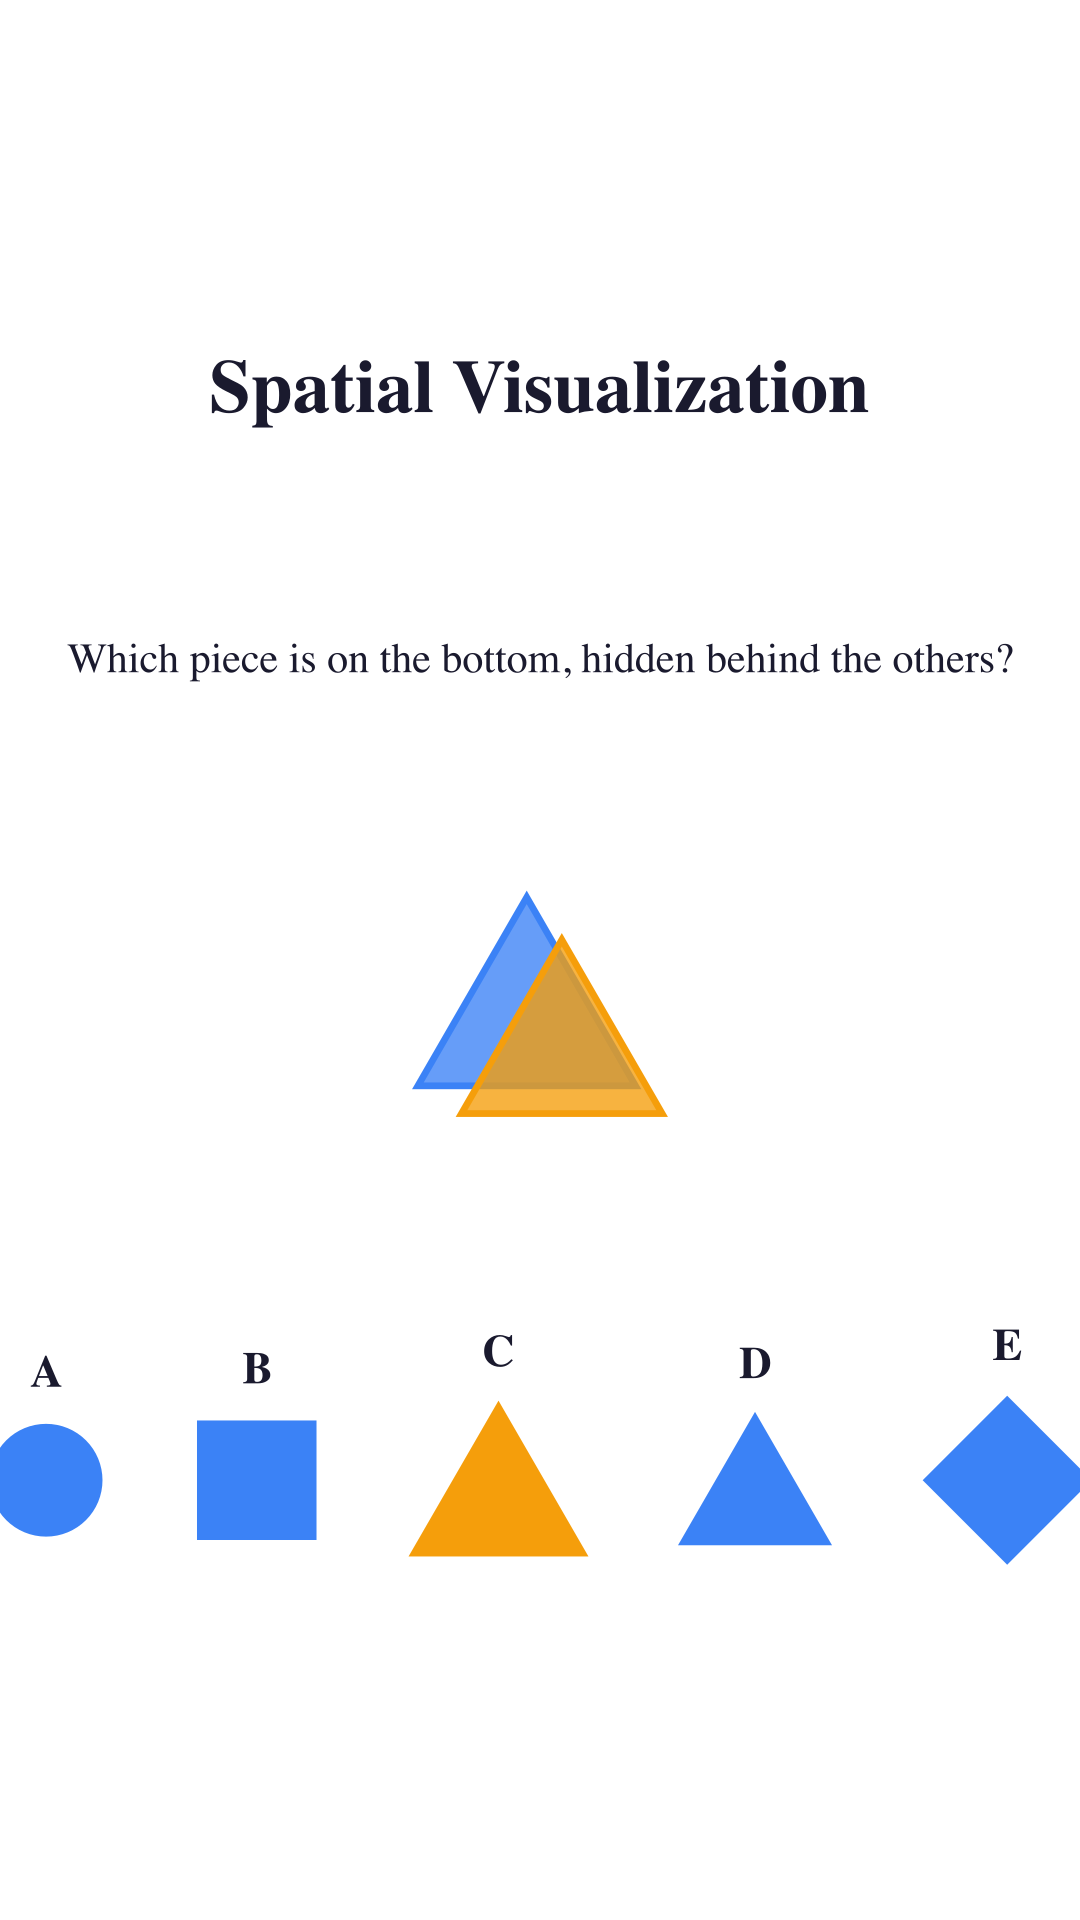 Spatial Visualization
Which piece is on the bottom, hidden behind the others?
A B C D E